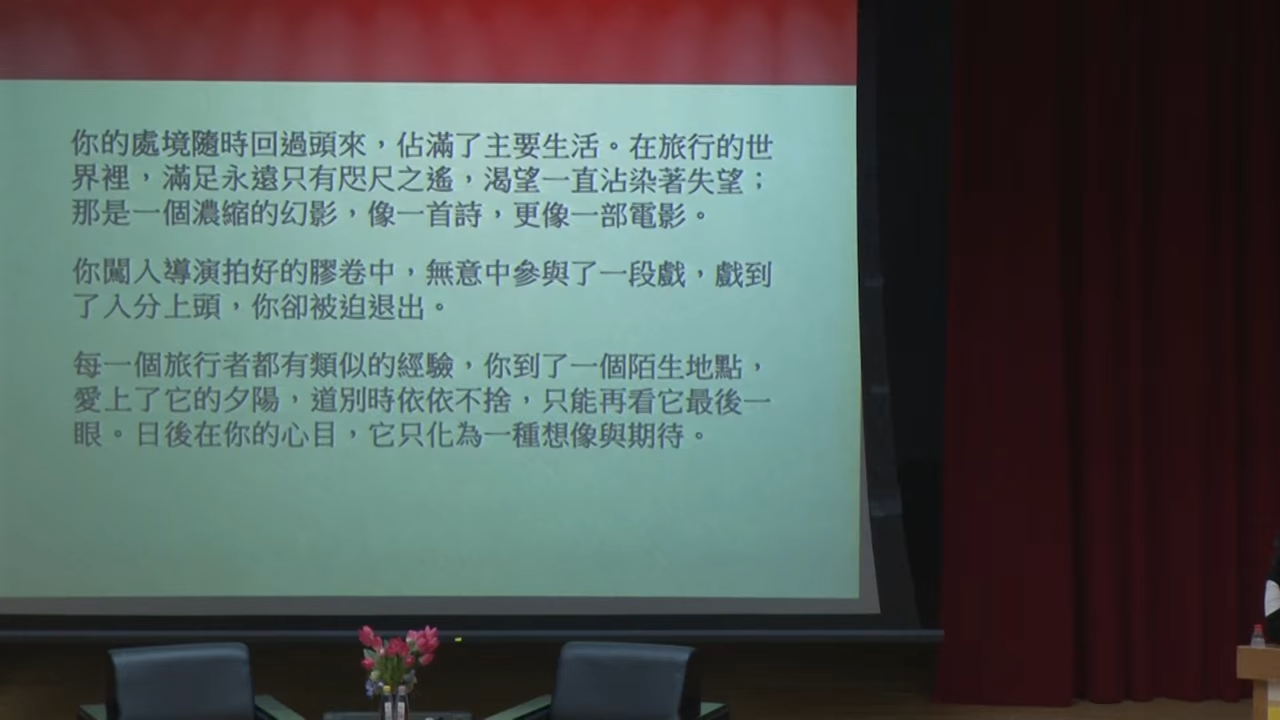 你的處境隨時回過頭來，佔滿了主要生活。在旅行的世
界裡，滿足永遠只有咫尺之遙，渴望一直沾染著失望；
那是一個濃縮的幻影，像一首詩，更像一部電影。
你闖入導演拍好的膠卷中，無意中參與了一段戲，戲到
了入分上頭，你卻被迫退出。
每一個旅行者都有類似的經驗，你到了一個陌生地點，
愛上了它的夕陽，道別時依依不捨，只能再看它最後一
眼。日後在你的心目，它只化為一種想像與期待。